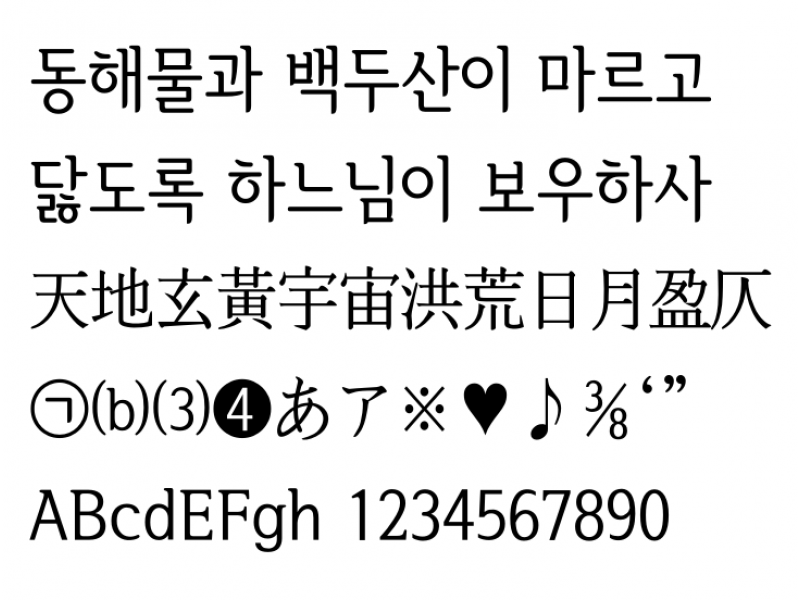 동해물과 백두산이 마르고
닳도록 하느님이 보우하사
天地玄黃宇宙洪荒日月盈仄
㉠⒝⑶❹あア※♥♪⅜‘”
ABcdEFgh 1234567890